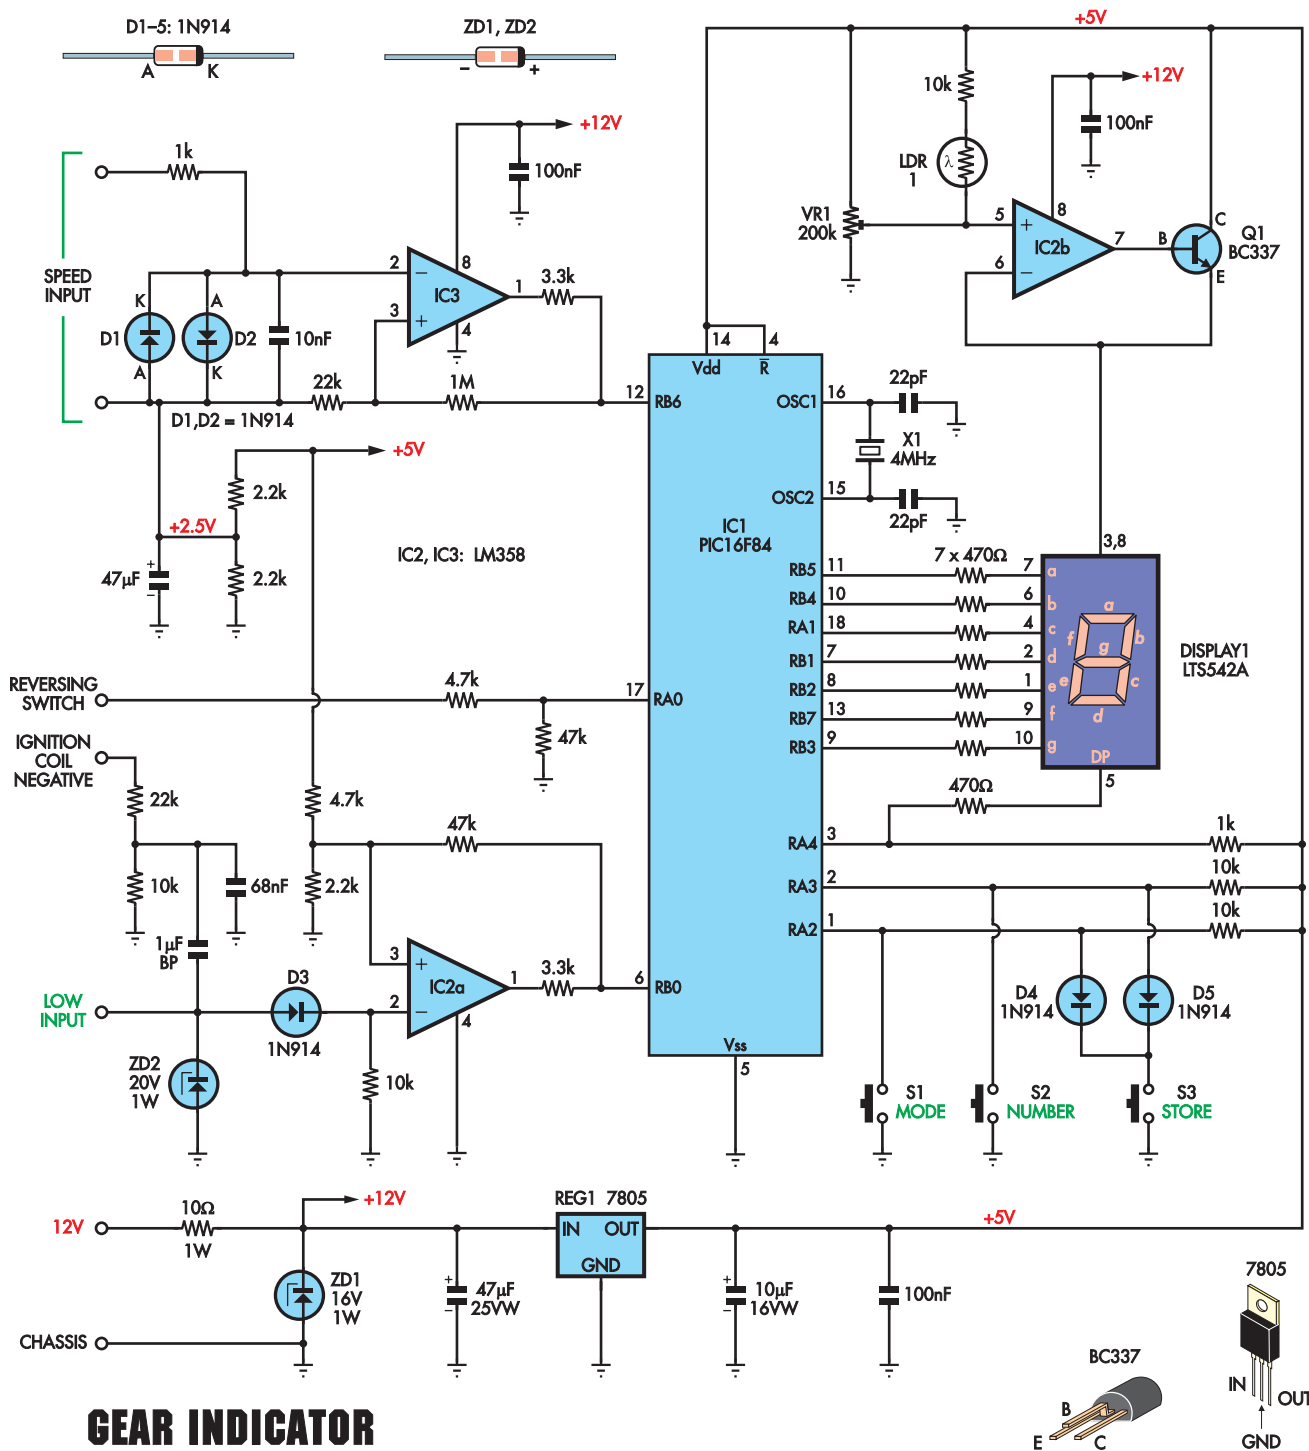 D1–5: 1N914
A K
ZD1, ZD2
– +
+5V
+12V
10k
+12V
100nF
1k
100nF
LDR
1
λ
SPEED
INPUT
VR1
200k
5
+
8
IC2b
7
6
–
C
B
Q1
BC337
E
K
A
D1
D2
A
K
10nF
2
–
8
IC3
1
3.3k
3
+
4
22k
1M
14
4
Vdd
R
12
RB6
OSC1
16
22pF
D1,D2 = 1N914
X1
4MHz
+5V
OSC2
15
22pF
2.2k
+2.5V
IC1
PIC16F84
IC2, IC3: LM358
47µF
+
–
2.2k
3,8
7 x 470Ω
RB5
11
7
a
RB4
10
6
b
RA1
18
4
c
RB1
7
2
d
RB2
8
1
e
RB7
13
9
f
RB3
9
10
g
a
f
g
b
e
c
d
DP
DISPLAY1
LTS542A
5
470Ω
REVERSING
SWITCH
4.7k
17
RA0
47k
IGNITION
COIL
NEGATIVE
22k
4.7k
47k
RA4
3
1k
10k
68nF
2.2k
RA3
2
10k
RA2
1
10k
1µF
BP
3
+
IC2a
1
3.3k
6
RB0
LOW
INPUT
D3
1N914
2
–
4
D4
1N914
D5
1N914
ZD2
20V
1W
10k
Vss
5
S1
MODE
S2
NUMBER
S3
STORE
+12V
12V
10Ω
1W
REG1 7805
IN OUT
GND
+5V
ZD1
16V
1W
+
–
47µF
25VW
+
–
10µF
16VW
100nF
CHASSIS
7805
IN
OUT
GND
BC337
B
E
C
GEAR INDICATOR